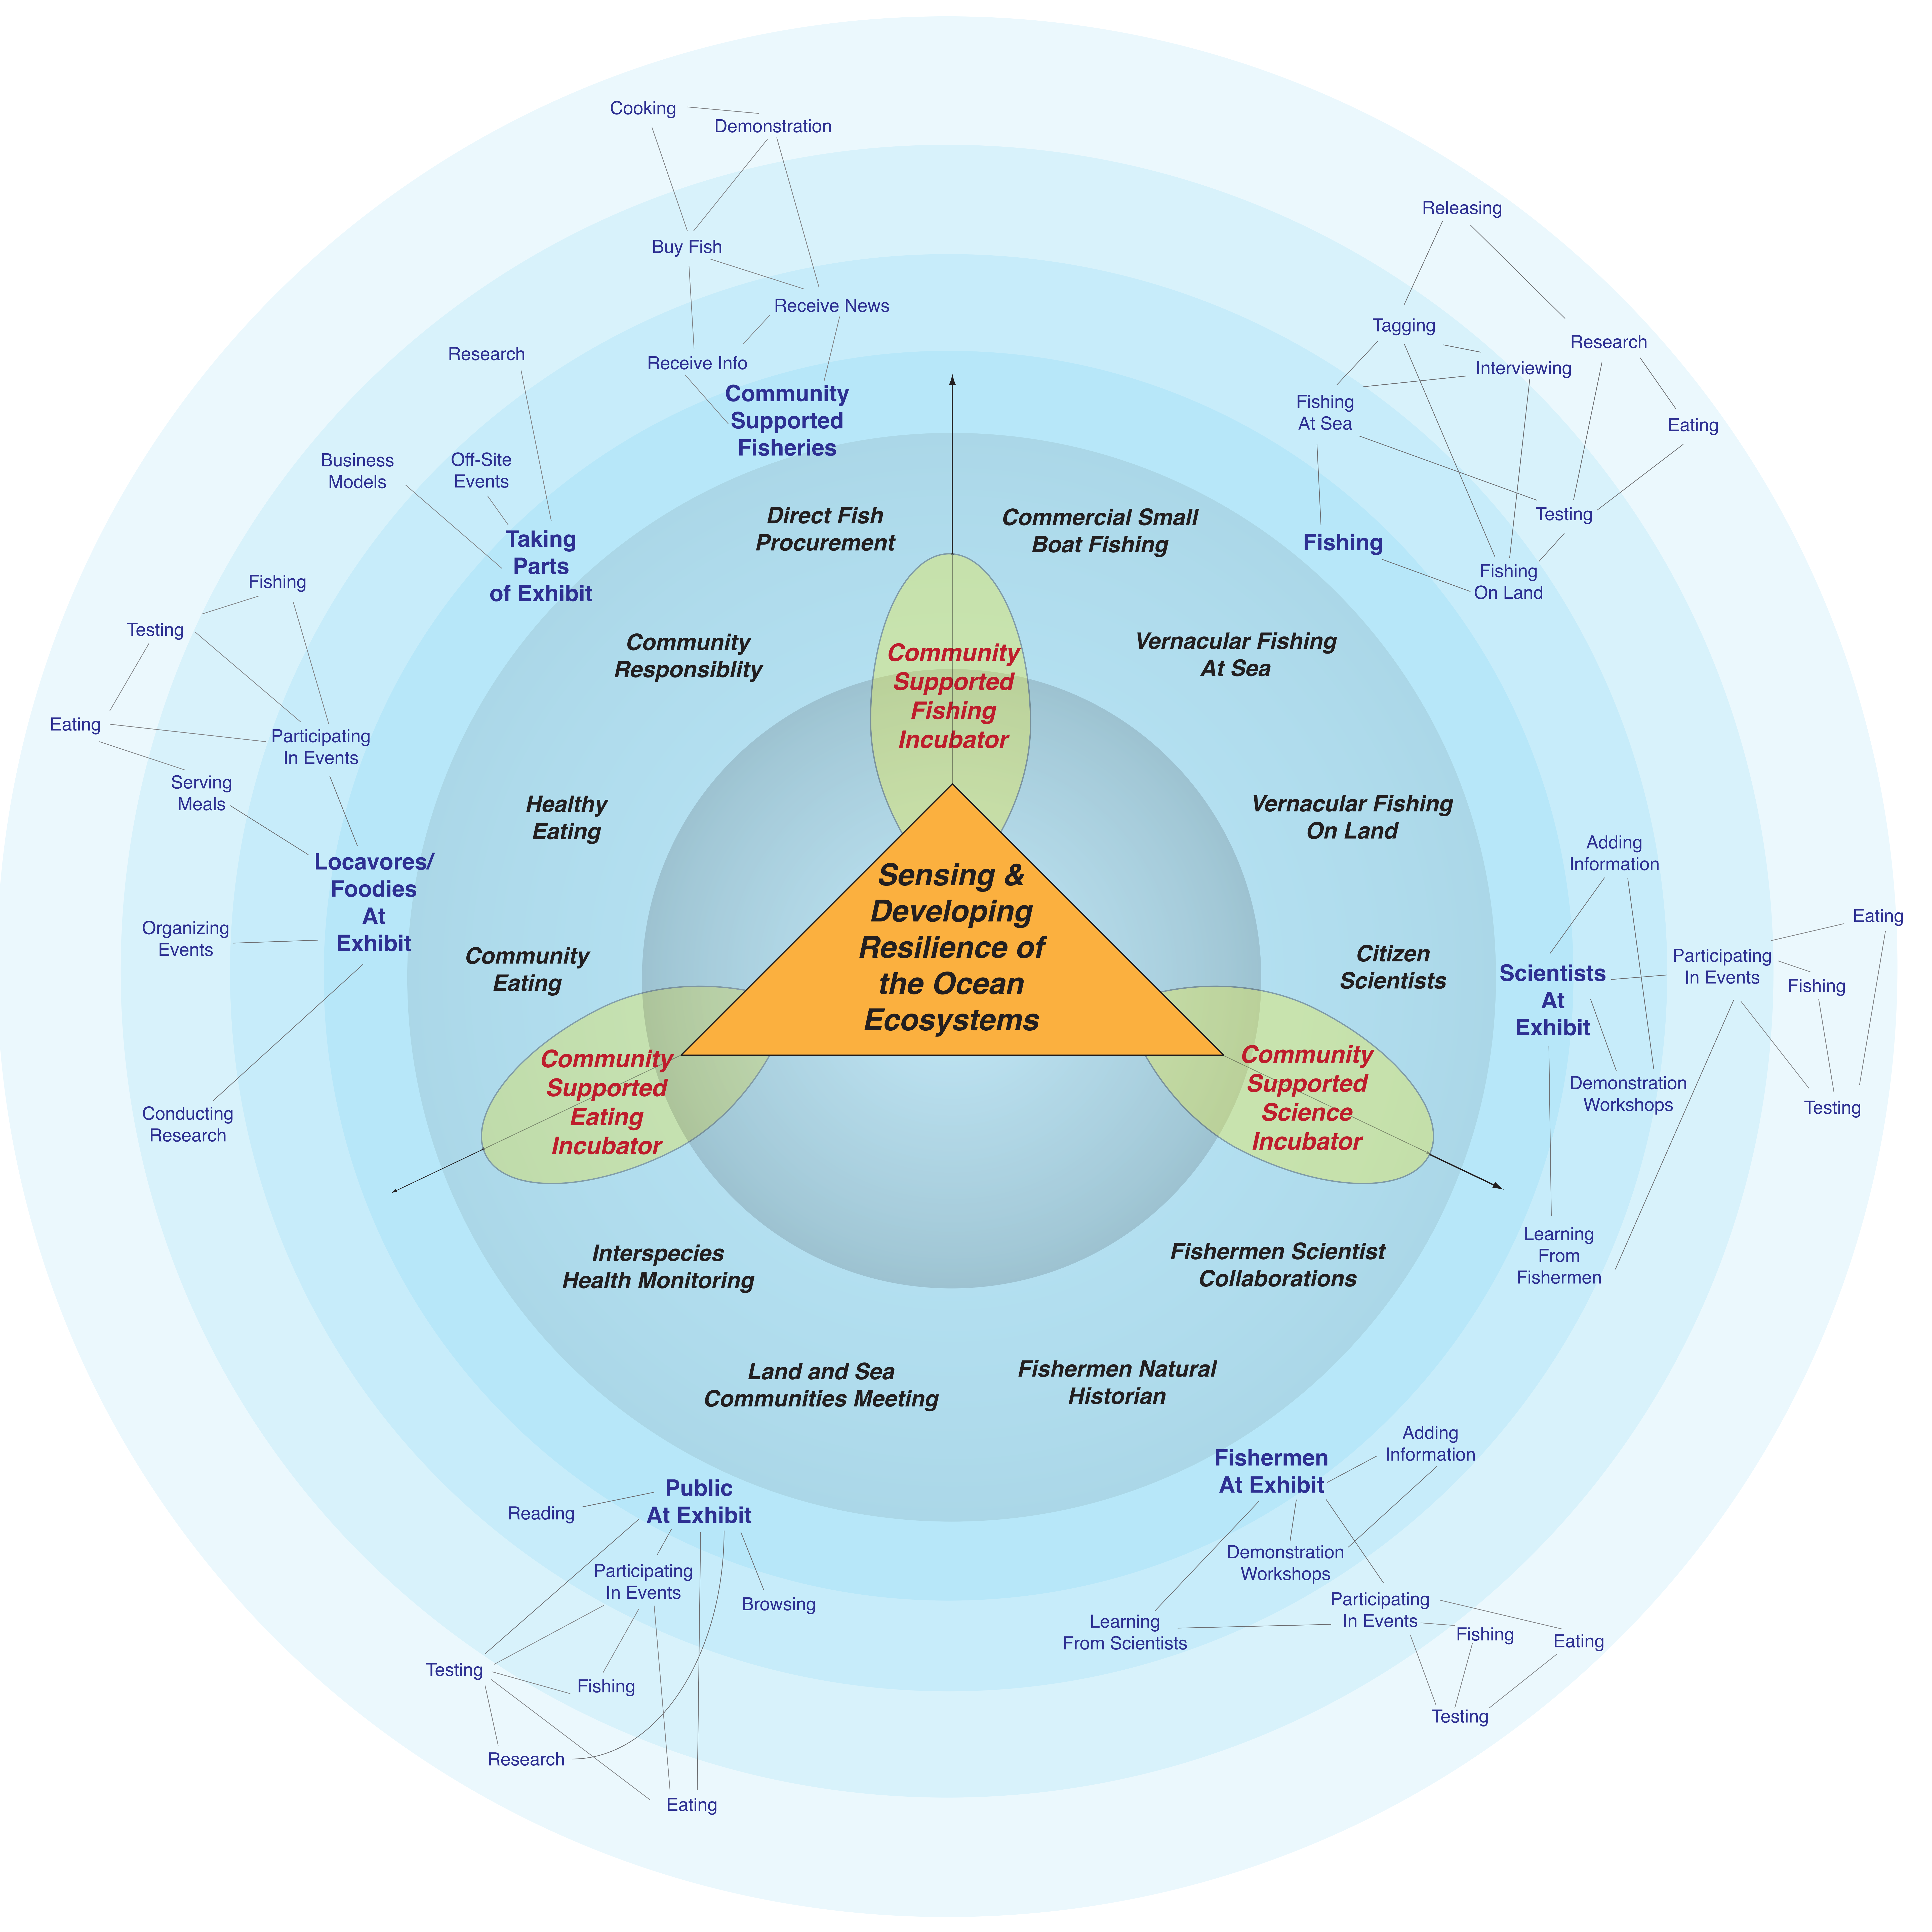 Cooking
Demonstration
Buy Fish
Receive News
Receive Info
Community
Supported
Fisheries
Releasing
Tagging
Research
Interviewing
Fishing
At Sea
Eating
Testing
Fishing
On Land
Fishing
Research
Business
Models
Off-Site
Events
Taking
Parts
of Exhibit
Direct Fish
Procurement
Commercial Small
Boat Fishing
Community
Responsiblity
Vernacular Fishing
At Sea
Community
Supported
Fishing
Incubator
Fishing
Testing
Eating
Participating
In Events
Serving
Meals
Locavores/
Foodies
At
Exhibit
Organizing
Events
Conducting
Research
Healthy
Eating
Community
Eating
Vernacular Fishing
On Land
Citizen
Scientists
Sensing &
Developing
Resilience of
the Ocean
Ecosystems
Community
Supported
Eating
Incubator
Community
Supported
Science
Incubator
Adding
Information
Scientists
At
Exhibit
Participating
In Events
Eating
Fishing
Testing
Demonstration
Workshops
Learning
From
Fishermen
Interspecies
Health Monitoring
Fishermen Scientist
Collaborations
Land and Sea
Communities Meeting
Fishermen Natural
Historian
Public
At Exhibit
Reading
Participating
In Events
Browsing
Testing
Fishing
Research
Eating
Fishermen
At Exhibit
Adding
Information
Demonstration
Workshops
Participating
In Events
Learning
From Scientists
Fishing
Eating
Testing